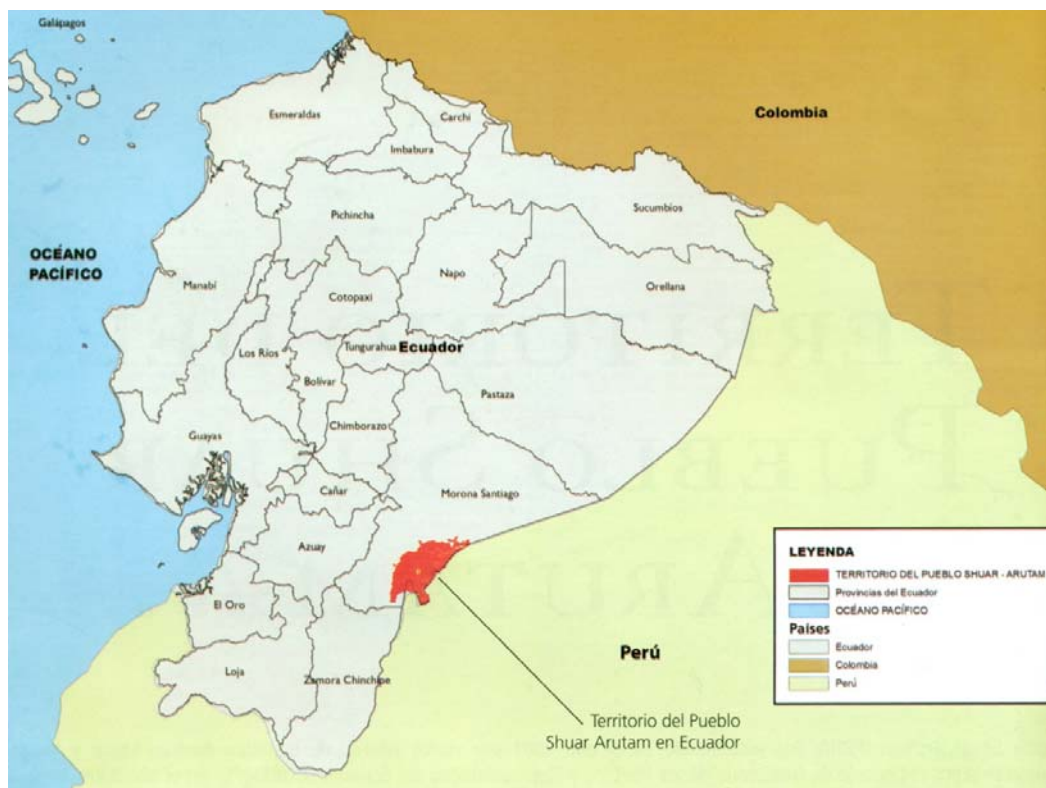 Galápagos
Esmeraldas
Carchi
Colombia
Imbabura
Sucumbios
Pichincha
OCÉANO
PACÍFICO
Napo
Manabí
Orellana
Cotopaxi
Los Ríos
Tungurahua
Ecuador
Bolívar
Pastaza
Chimborazo
Guayas
Cañar
Morona Santiago
Azuay
El Oro
Perú
Loja
Zamora Chinchipe
Territorio del Pueblo
Shuar Arutam en Ecuador
LEYENDA
TERRITORIO DEL PUEBLO SHUAR - ARUTAM
Provincias del Ecuador
OCÉANO PACÍFICO
Países
Ecuador
Colombia
Perú